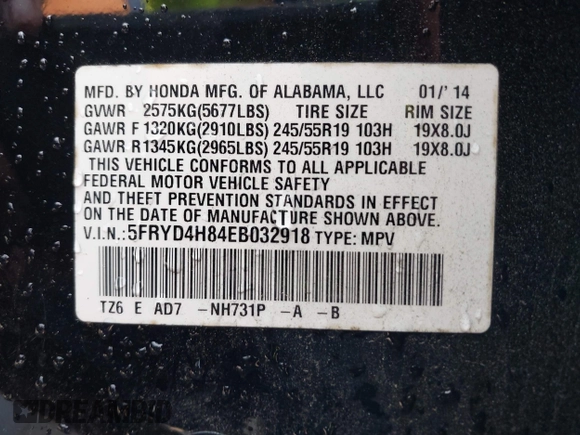 MFD. BY HONDA MFG. OF ALABAMA, LLC 01/'14
GVWR 2575KG(5677LBS) TIRE SIZE RIM SIZE
GAWR F1320KG(2910LBS) 245/55R19 103H 19X8.0J
GAWR R1345KG(2965LBS) 245/55R19 103H 19X8.0J
THIS VEHICLE CONFORMS TO ALL APPLICABLE
FEDERAL MOTOR VEHICLE SAFETY
AND THEFT PREVENTION STANDARDS IN EFFECT
ON THE DATE OF MANUFACTURE SHOWN ABOVE.
V.I.N.: 5FRYD4H84EB032918 TYPE: MPV
TZ6 E AD7 -NH731P -A -B
DREAMBID